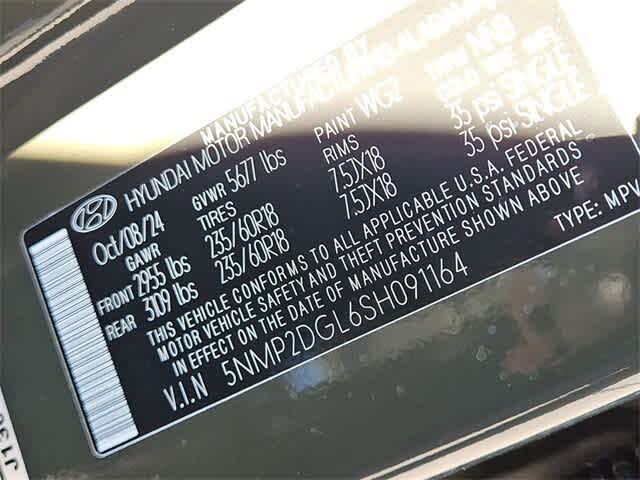 MANUFACTURED BY
HYUNDAI MOTOR MANUFACTURING ALABAMA
Oct/08/24 GVWR 5677 lbs PAINT WG2
GAWR TIRES RIMS COLD
FRONT 2955 lbs 235/60R18 7.5JX18 35 psi SINGLE
REAR 3109 lbs 235/60R18 7.5JX18 35 psi SINGLE
THIS VEHICLE CONFORMS TO ALL APPLICABLE U.S.A. FEDERAL
MOTOR VEHICLE SAFETY AND THEFT PREVENTION STANDARDS
IN EFFECT ON THE DATE OF MANUFACTURE SHOWN ABOVE
V.I.N 5NMP2DGL6SH091164 TYPE: MPV